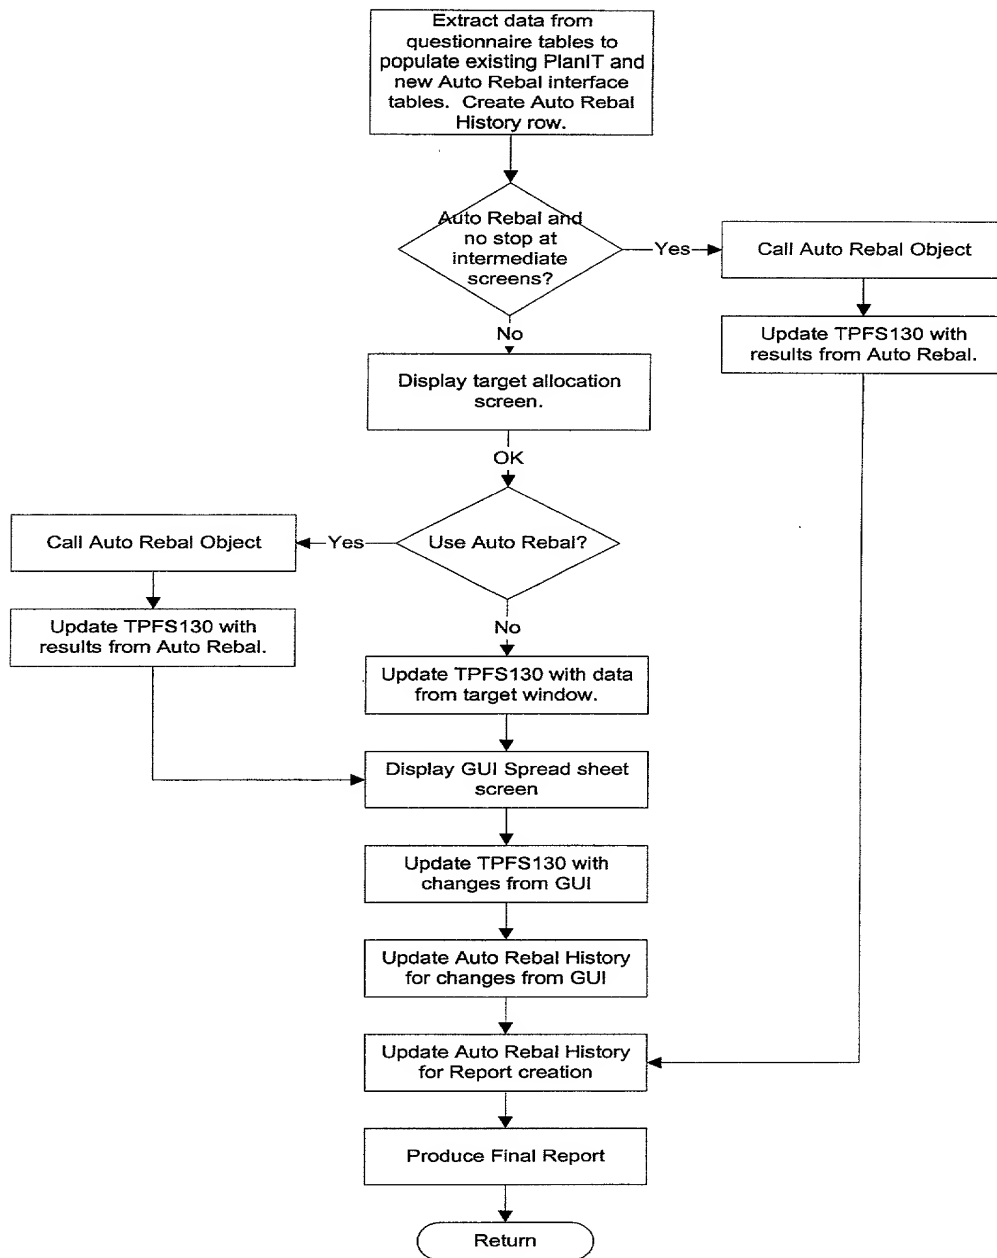 Extract data from
questionnaire tables to
populate existing PlanIT and
new Auto Rebal interface
tables. Create Auto Rebal
History row.
Auto Rebal and
no stop at
intermediate
screens?
Yes
Call Auto Rebal Object
Update TPFS130 with
results from Auto Rebal.
No
Display target allocation
screen.
OK
Use Auto Rebal?
Yes
Call Auto Rebal Object
Update TPFS130 with
results from Auto Rebal.
No
Update TPFS130 with data
from target window.
Display GUI Spread sheet
screen
Update TPFS130 with
changes from GUI
Update Auto Rebal History
for changes from GUI
Update Auto Rebal History
for Report creation
Produce Final Report
Return